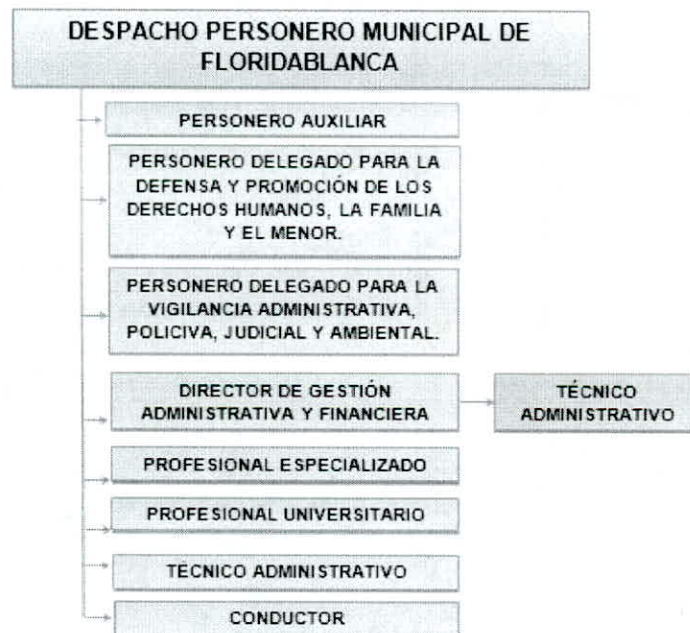 DESPACHO PERSONERO MUNICIPAL DE
FLORIDABLANCA
PERSONERO AUXILIAR
PERSONERO DELEGADO PARA LA
DEFENSA Y PROMOCIÓN DE LOS
DERECHOS HUMANOS, LA FAMILIA
Y EL MENOR.
PERSONERO DELEGADO PARA LA
VIGILANCIA ADMINISTRATIVA,
POLICIVA, JUDICIAL Y AMBIENTAL.
DIRECTOR DE GESTIÓN
ADMINISTRATIVA Y FINANCIERA
TÉCNICO
ADMINISTRATIVO
PROFESIONAL ESPECIALIZADO
PROFESIONAL UNIVERSITARIO
TÉCNICO ADMINISTRATIVO
CONDUCTOR